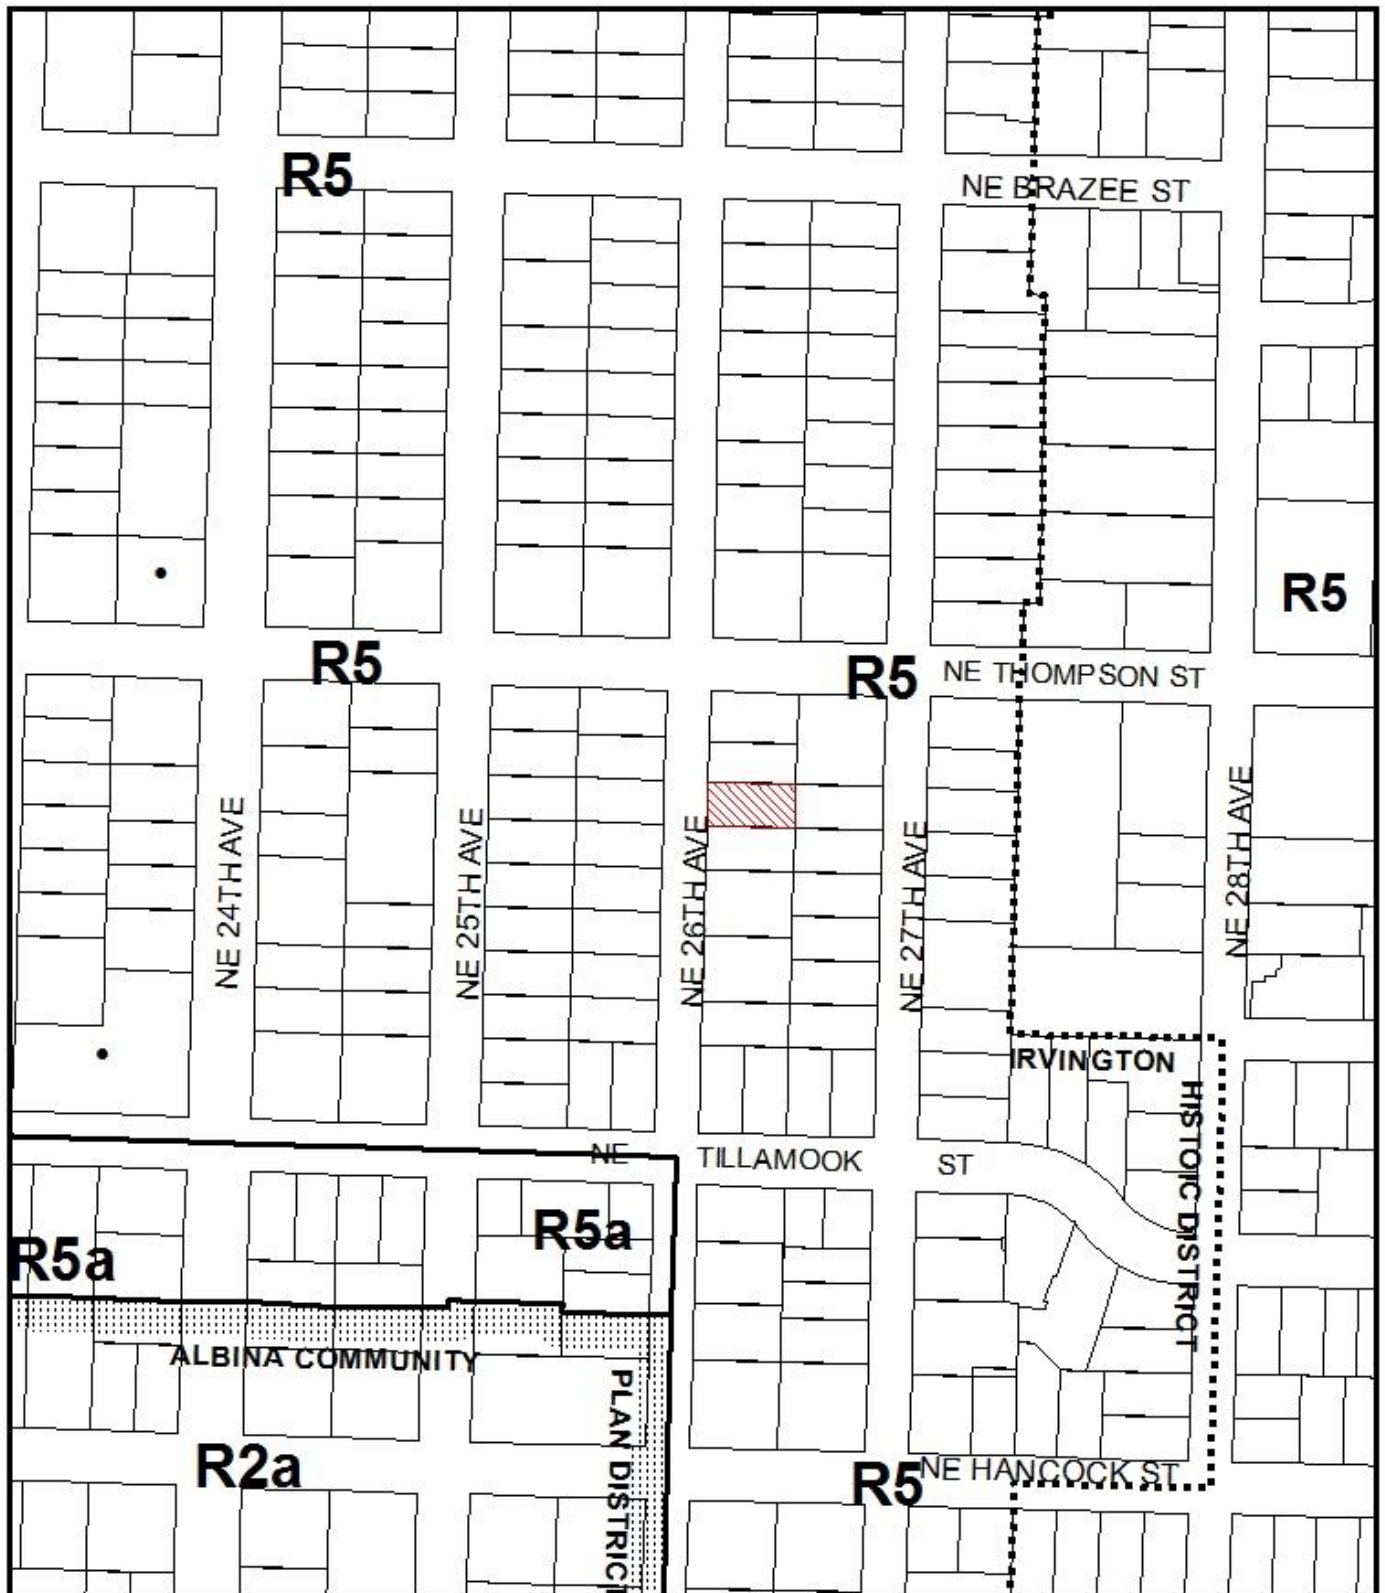 R5
NE BRAZEE ST
R5
R5
R5
NE THOMPSON ST
NE 24TH AVE
NE 25TH AVE
NE 26TH AVE
NE 27TH AVE
NE 28TH AVE
IRVINGTON
HISTOIC DISTRICT
NE TILLAMOOK ST
R5a
R5a
ALBINA COMMUNITY
PLAN DISTRICT
R2a
R5
NE HANCOCK ST